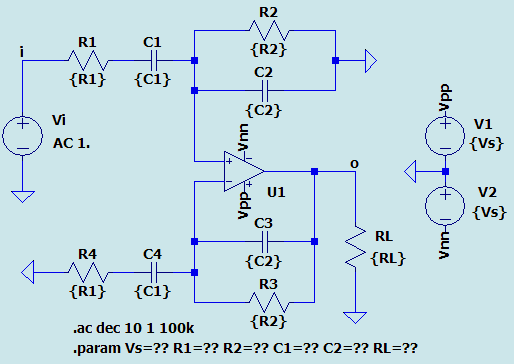 R2
{R2}
i
R1
{R1}
C1
{C1}
C2
{C2}
Vi
AC 1.
Vnn
+
−
−
+
Vpp
U1
o
Vpp
+
V1
{Vs}
+
V2
{Vs}
Vnn
R4
{R1}
C4
{C1}
C3
{C2}
R3
{R2}
RL
{RL}
.ac dec 10 1 100k
.param Vs=?? R1=?? R2=?? C1=?? C2=?? RL=??